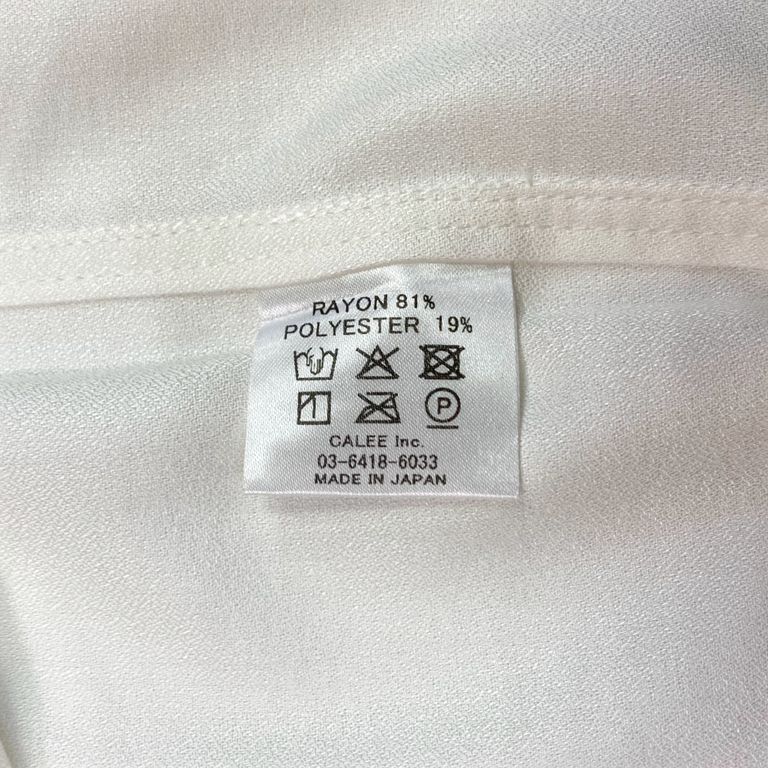 RAYON 81%
POLYESTER 19%
P
CALEE Inc.
03-6418-6033
MADE IN JAPAN